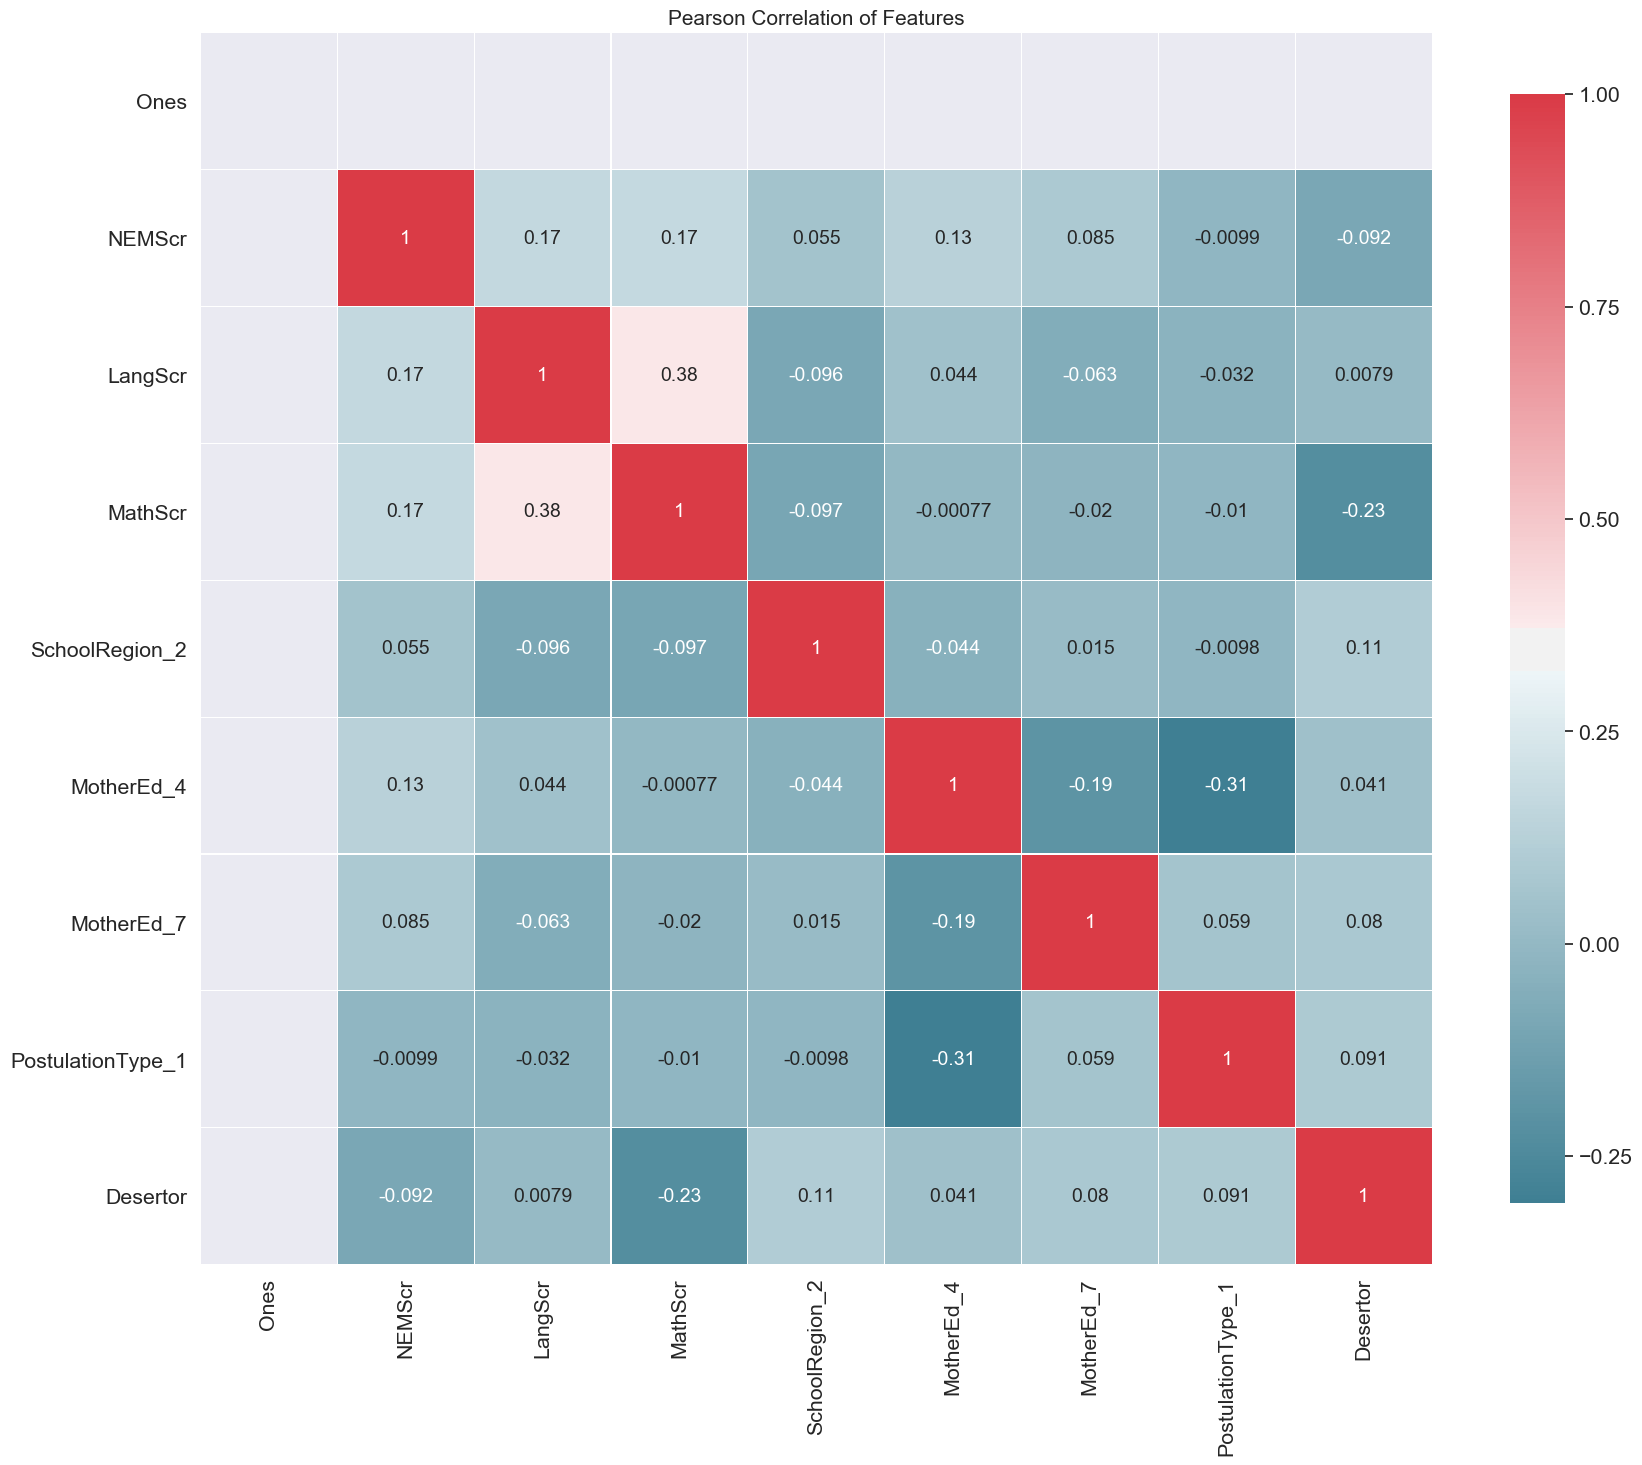 Pearson Correlation of Features
Ones
NEMScr 1 0.17 0.17 0.055 0.13 0.085 -0.0099 -0.092
LangScr 0.17 1 0.38 -0.096 0.044 -0.063 -0.032 0.0079
MathScr 0.17 0.38 1 -0.097 -0.00077 -0.02 -0.01 -0.23
SchoolRegion_2 0.055 -0.096 -0.097 1 -0.044 0.015 -0.0098 0.11
MotherEd_4 0.13 0.044 -0.00077 -0.044 1 -0.19 -0.31 0.041
MotherEd_7 0.085 -0.063 -0.02 0.015 -0.19 1 0.059 0.08
PostulationType_1 -0.0099 -0.032 -0.01 -0.0098 -0.31 0.059 1 0.091
Desertor -0.092 0.0079 -0.23 0.11 0.041 0.08 0.091 1
Ones
NEMScr
LangScr
MathScr
SchoolRegion_2
MotherEd_4
MotherEd_7
PostulationType_1
Desertor
1.00
0.75
0.50
0.25
0.00
−0.25